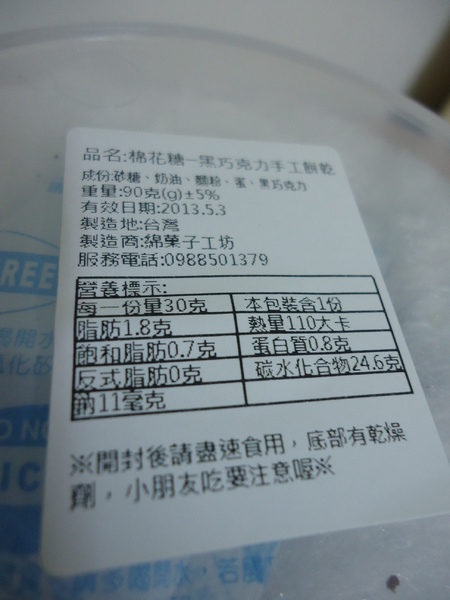 品名:棉花糖-黑巧克力手工餅乾
成份:砂糖、奶油、麵粉、蛋、黑巧克力
重量:90克(g)±5%
有效日期:2013.5.3
製造地:台灣
製造商:綿菓子工坊
服務電話:0988501379
營養標示:
每一份量30克 本包裝含1份
脂肪1.8克 熱量110大卡
飽和脂肪0.7克 蛋白質0.8克
反式脂肪0克 碳水化合物24.6克
鈉11毫克
※開封後請盡速食用，底部有乾燥
劑，小朋友吃要注意喔※